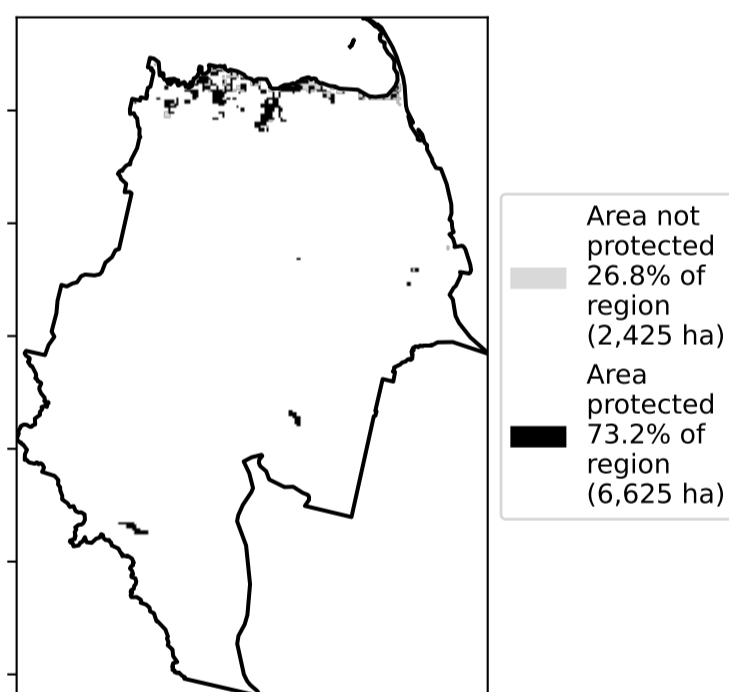 Area not
protected
26.8% of
region
(2,425 ha)
Area
protected
73.2% of
region
(6,625 ha)